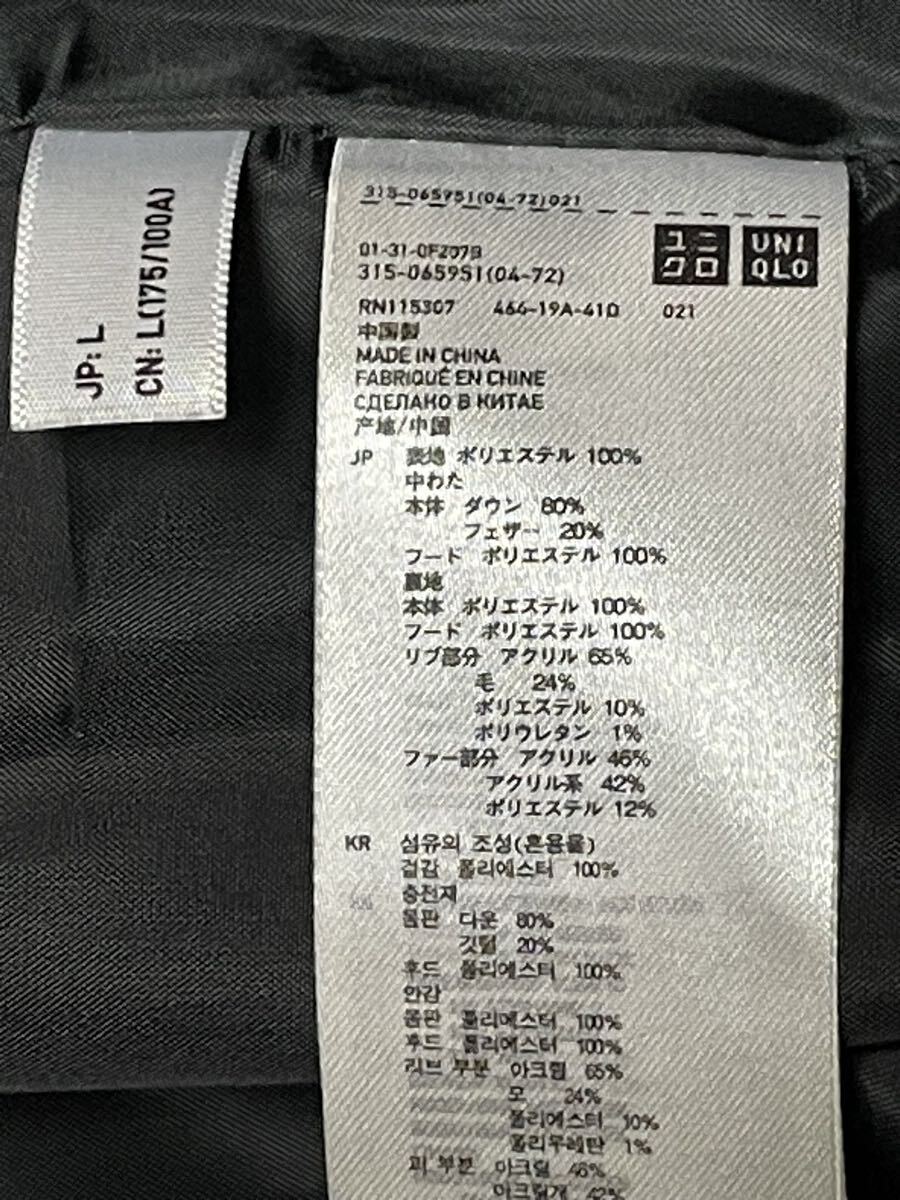 JP: L
CN: L(175/100A)
315-065951(04-72)021
ユニクロ
UNIQLO
01-31-0F207B
315-065951(04-72)
RN115307 464-19A-41D 021
中国製
MADE IN CHINA
FABRIQUÉ EN CHINE
СДЕЛАНО В КИТАЕ
产地/中国
JP 表地 ポリエステル 100%
中わた
本体 ダウン 80%
フェザー 20%
フード ポリエステル 100%
裏地
本体 ポリエステル 100%
フード ポリエステル 100%
リブ部分 アクリル 65%
毛 24%
ポリエステル 10%
ポリウレタン 1%
ファー部分 アクリル 46%
アクリル系 42%
ポリエステル 12%
KR 섬유의 조성(혼용율)
겉감 폴리에스터 100%
충전재
몸판 다운 80%
깃털 20%
후드 폴리에스터 100%
안감
몸판 폴리에스터 100%
후드 폴리에스터 100%
리브 부분 아크릴 65%
모 24%
폴리에스터 10%
폴리우레탄 1%
퍼 부분 아크릴 46%
아크릴계 42%